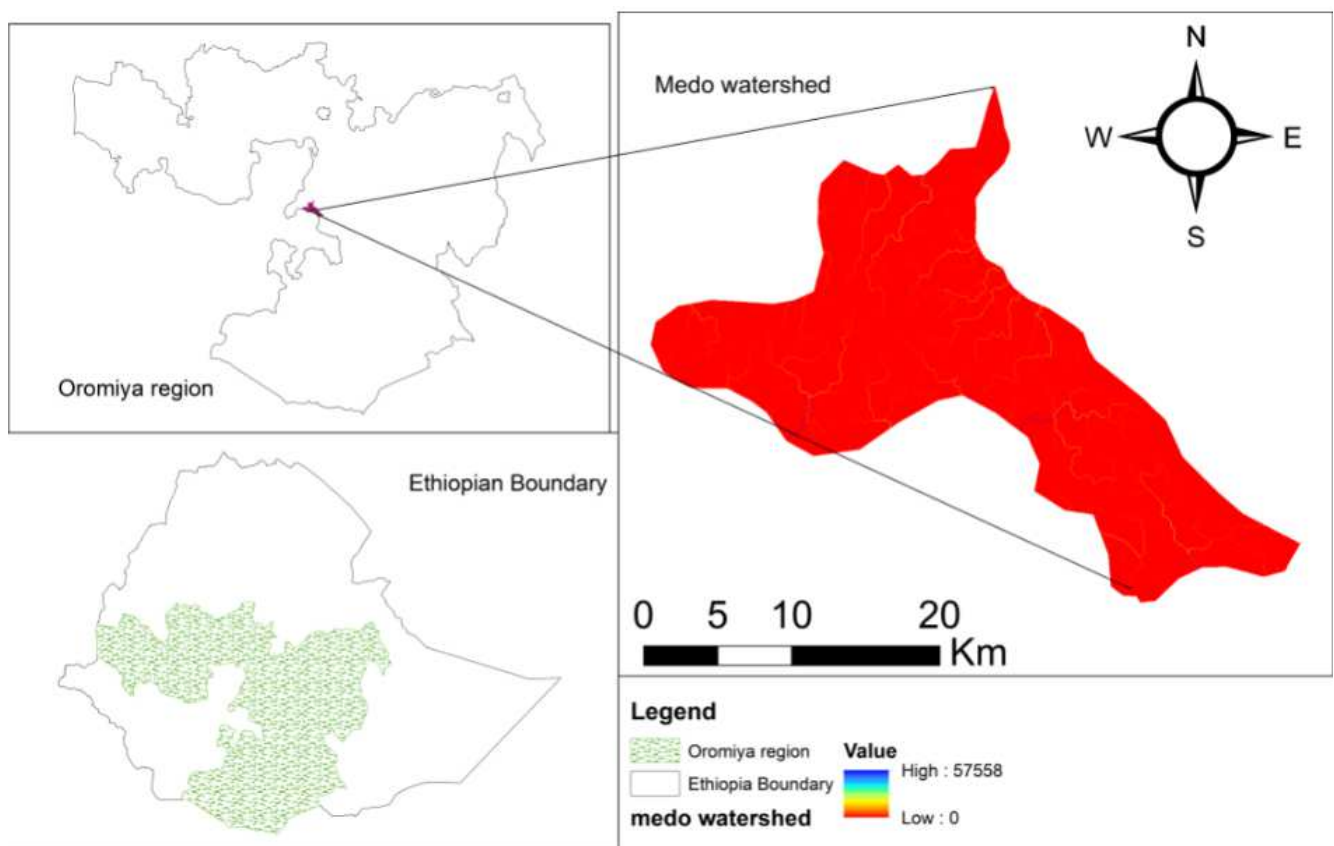 Oromiya region
Medo watershed
N
W E
S
0 5 10 20
Km
Ethiopian Boundary
Legend
Oromiya region
Ethiopia Boundary
medo watershed
Value
High : 57558
Low : 0